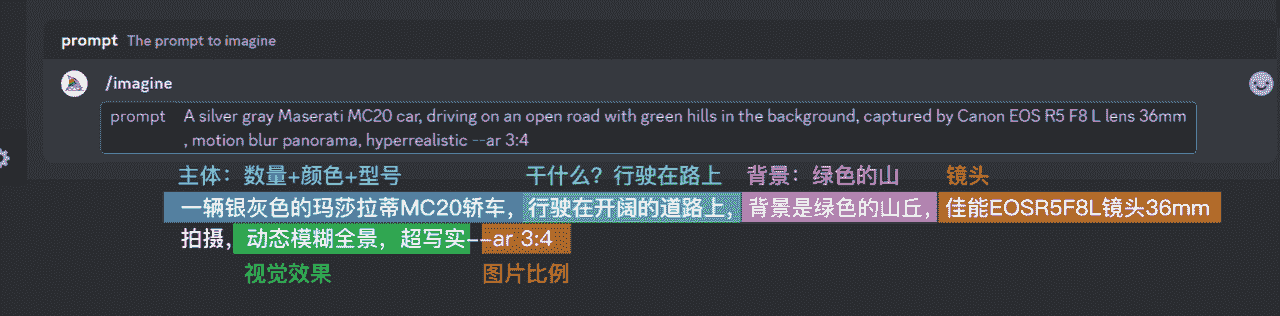 prompt The prompt to imagine
/imagine
prompt A silver gray Maserati MC20 car, driving on an open road with green hills in the background, captured by Canon EOS R5 F8 L lens 36mm
, motion blur panorama, hyperrealistic --ar 3:4
主体：数量+颜色+型号 干什么？行驶在路上 背景：绿色的山 镜头
一辆银灰色的玛莎拉蒂MC20轿车，行驶在开阔的道路上，背景是绿色的山丘，佳能EOSR5F8L镜头36mm
拍摄，动态模糊全景，超写实--ar 3:4
视觉效果 图片比例